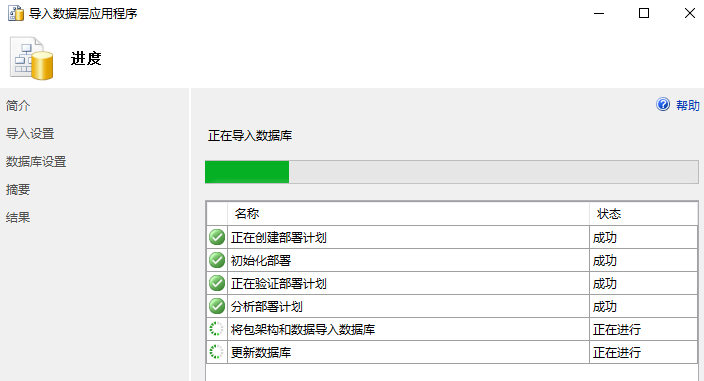 导入数据层应用程序
进度
简介
导入设置
数据库设置
摘要
结果
帮助
正在导入数据库
名称 状态
正在创建部署计划 成功
初始化部署 成功
正在验证部署计划 成功
分析部署计划 成功
将包架构和数据导入数据库 正在进行
更新数据库 正在进行